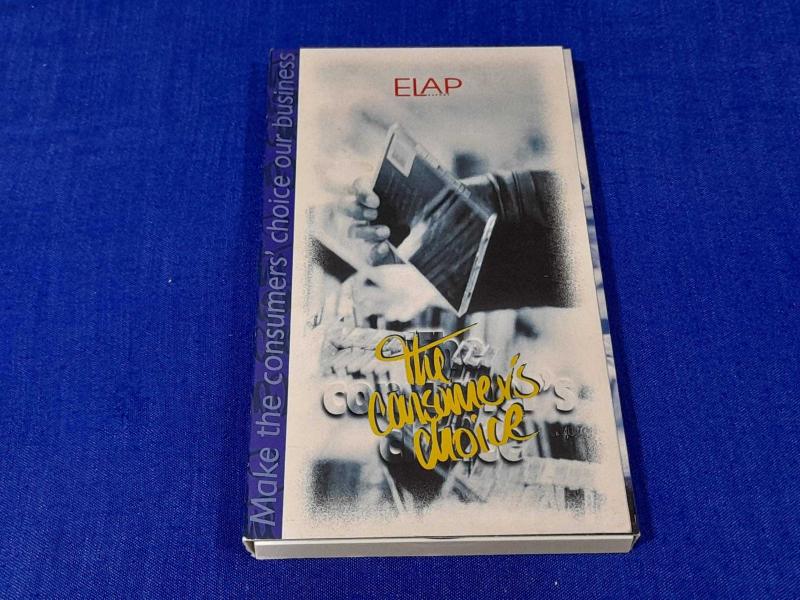 ELAP
Make the consumers' choice our business
the
consumer's
choice